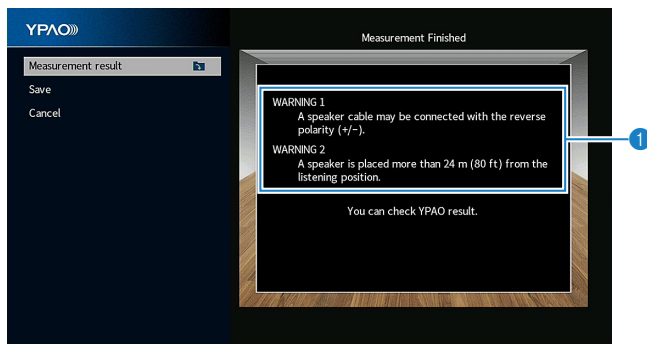 YPAO
Measurement Finished
Measurement result
Save
Cancel
WARNING 1
A speaker cable may be connected with the reverse
polarity (+/-).
WARNING 2
A speaker is placed more than 24 m (80 ft) from the
listening position.
You can check YPAO result.
1